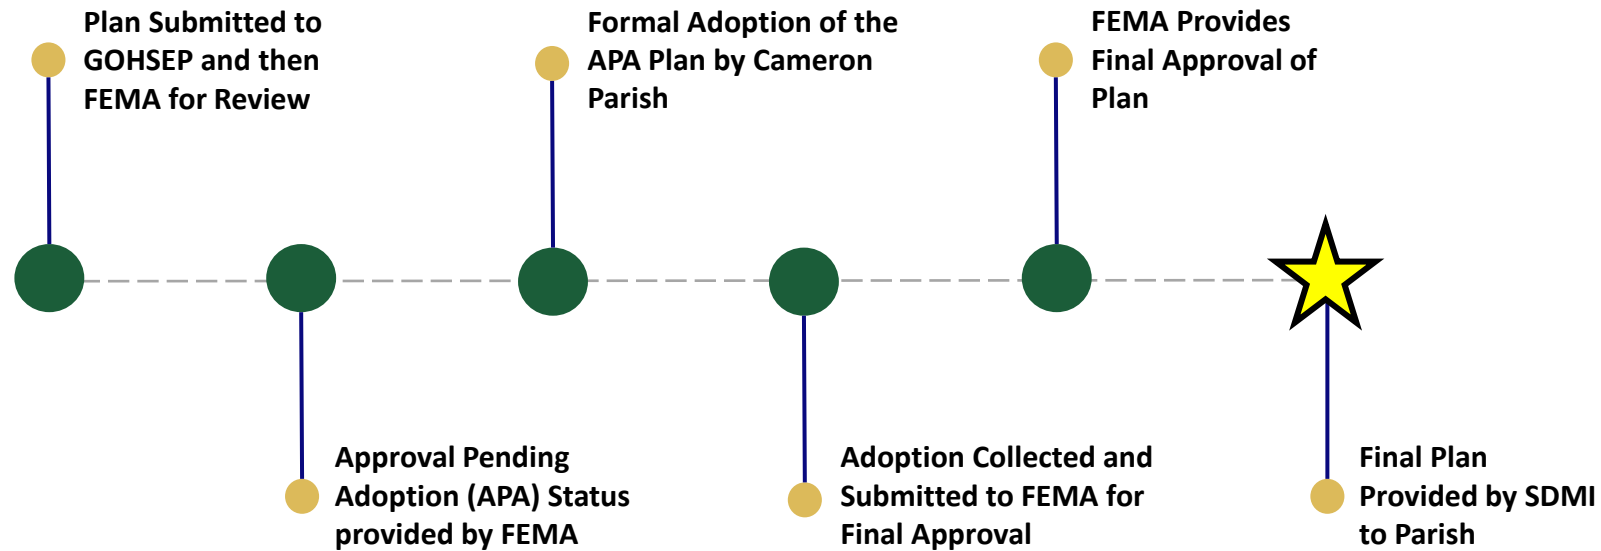 Plan Submitted to
GOHSEP and then
FEMA for Review
Approval Pending
Adoption (APA) Status
provided by FEMA
Formal Adoption of the
APA Plan by Cameron
Parish
Adoption Collected and
Submitted to FEMA for
Final Approval
FEMA Provides
Final Approval of
Plan
Final Plan
Provided by SDMI
to Parish